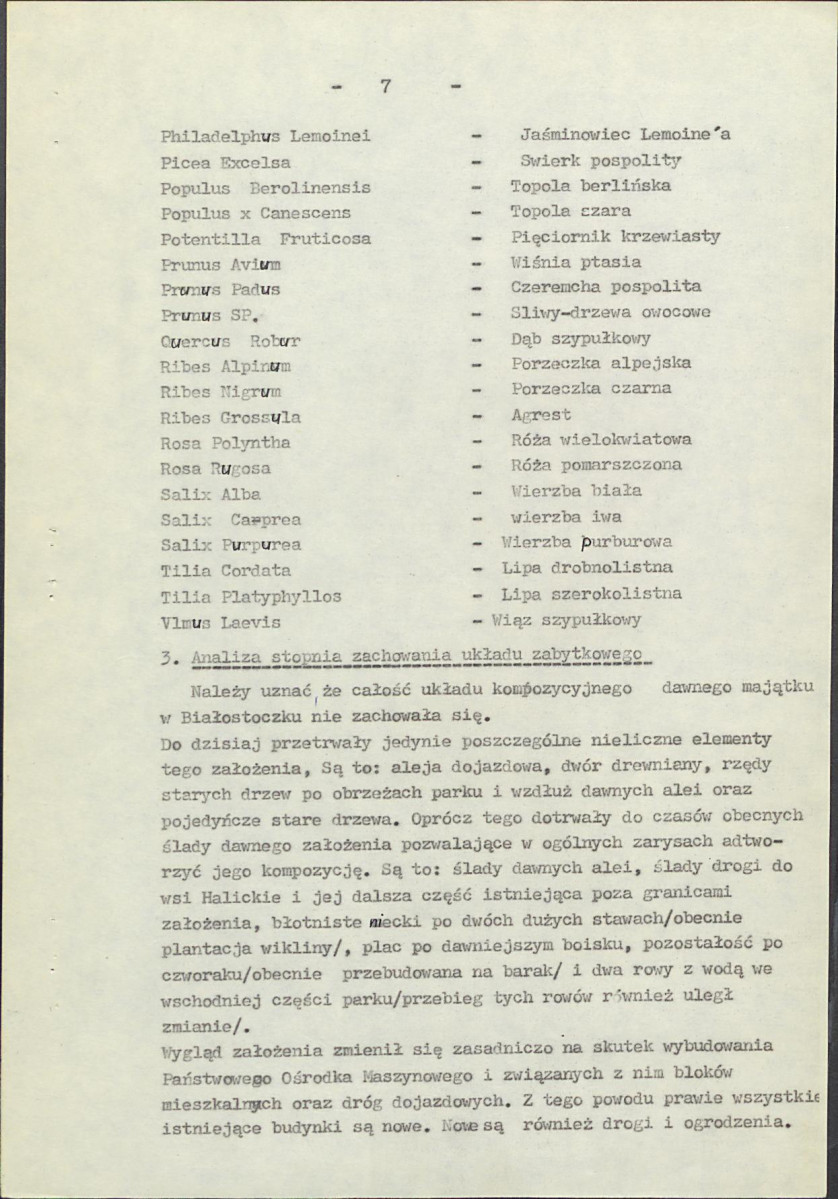 - 7 -
Philadelphus Lemoinei - Jaśminowiec Lemoine'a
Picea Excelsa - Swierk pospolity
Populus Berolinensis - Topola berlińska
Populus x Canescens - Topola szara
Potentilla Fruticosa - Pięciornik krzewiasty
Prunus Avium - Wiśnia ptasia
Prunus Padus - Czeremcha pospolita
Prunus SP. - Sliwy-drzewa owocowe
Quercus Robur - Dąb szypułkowy
Ribes Alpinum - Porzeczka alpejska
Ribes Nigrum - Porzeczka czarna
Ribes Grossula - Agrest
Rosa Polyntha - Róża wielokwiatowa
Rosa Rugosa - Róża pomarszczona
Salix Alba - Wierzba biała
Salix Caprea - wierzba iwa
Salix Purpurea - Wierzba purburowa
Tilia Cordata - Lipa drobnolistna
Tilia Platyphyllos - Lipa szerokolistna
Vlmus Laevis - Wiąz szypułkowy
3. Analiza stopnia zachowania układu zabytkowego
Należy uznać, że całość układu kompozycyjnego dawnego majątku
w Białostoczku nie zachowała się.
Do dzisiaj przetrwały jedynie poszczególne nieliczne elementy
tego założenia, Są to: aleja dojazdowa, dwór drewniany, rzędy
starych drzew po obrzeżach parku i wzdłuż dawnych alei oraz
pojedyńcze stare drzewa. Oprócz tego dotrwały do czasów obecnych
ślady dawnego założenia pozwalające w ogólnych zarysach adtwo-
rzyć jego kompozycję. Są to: ślady dawnych alei, ślady drogi do
wsi Halickie i jej dalsza część istniejąca poza granicami
założenia, błotniste niecki po dwóch dużych stawach/obecnie
plantacja wikliny/, plac po dawniejszym boisku, pozostałość po
czworaku/obecnie przebudowana na barak/ i dwa rowy z wodą we
wschodniej części parku/przebieg tych rowów również uległ
zmianie/.
Wygląd założenia zmienił się zasadniczo na skutek wybudowania
Państwowego Ośrodka Maszynowego i związanych z nim bloków
mieszkalnych oraz dróg dojazdowych. Z tego powodu prawie wszystkie
istniejące budynki są nowe. Nowe są również drogi i ogrodzenia.